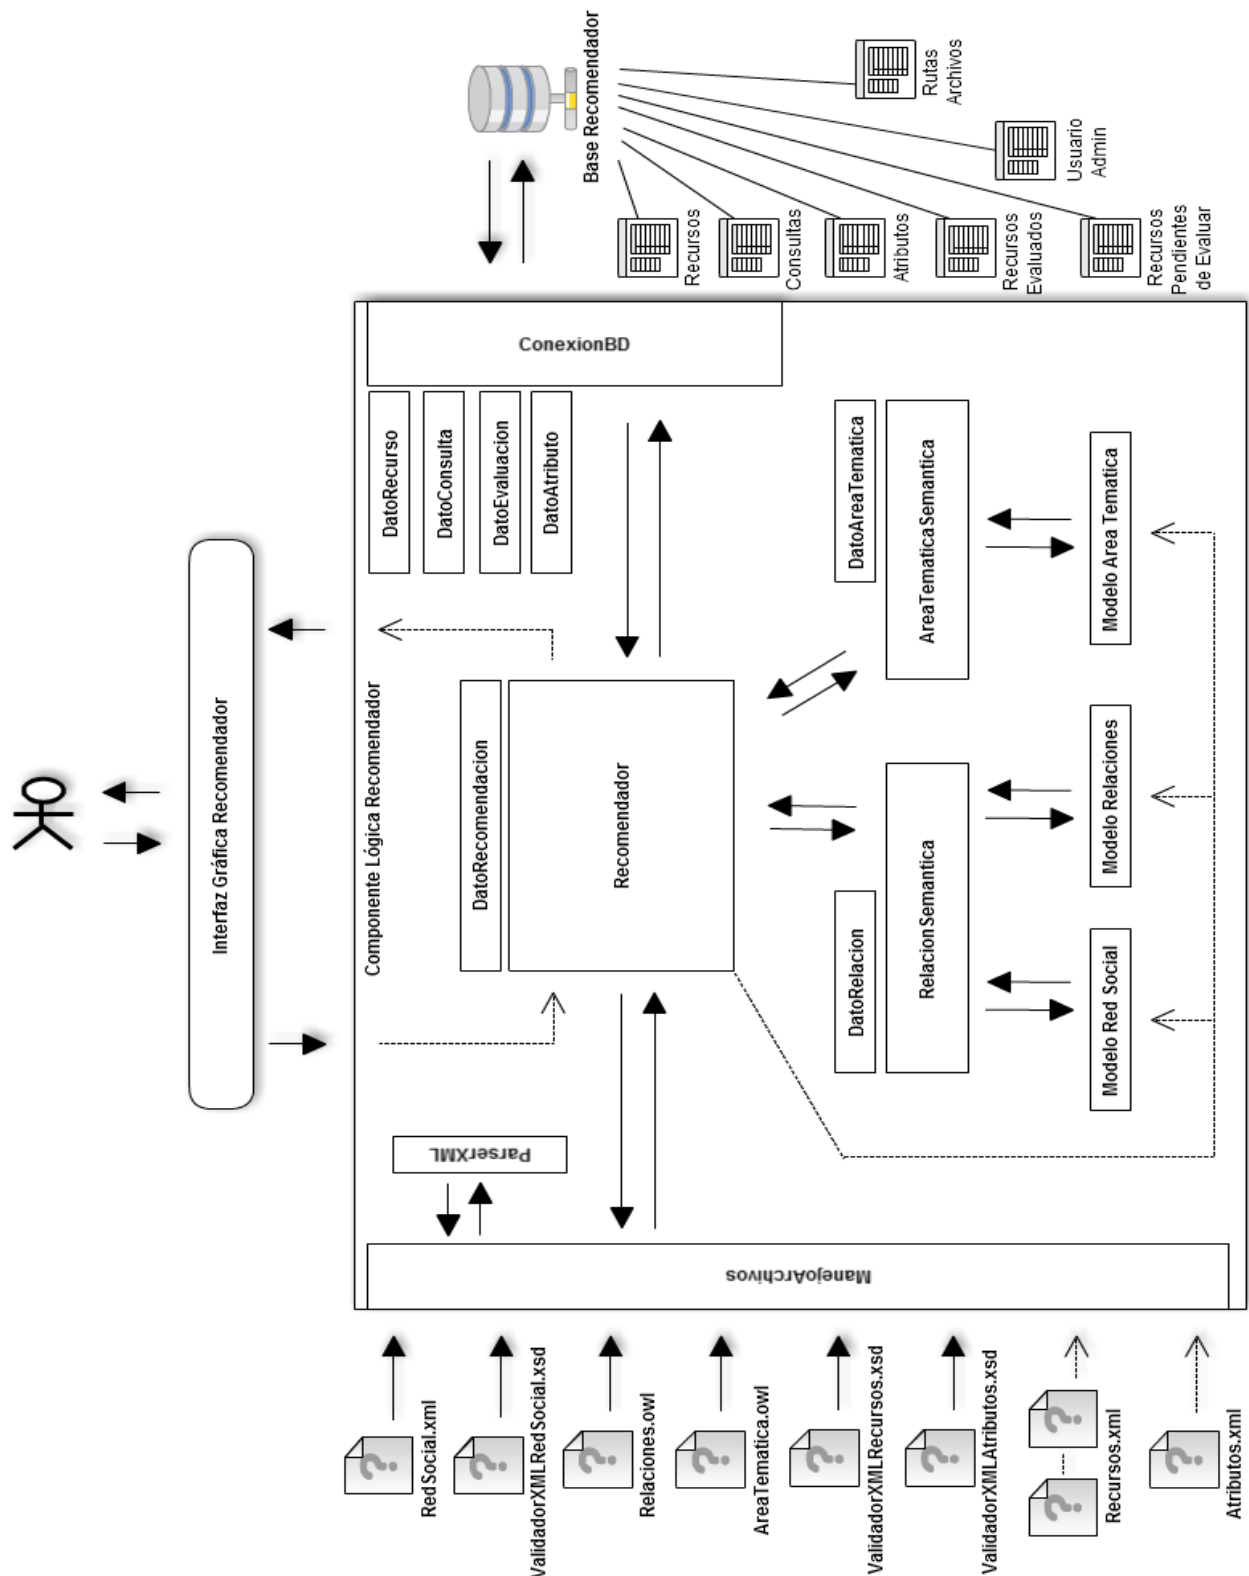 Interfaz Gráfica Recomendador
Componente Lógica Recomendador
ParserXML
ManejoArchivos
DatoRecomendacion
Recomendador
DatoRecurso
DatoConsulta
DatoEvaluacion
DatoAtributo
ConexionBD
Base Recomendador
Recursos
Consultas
Atributos
Recursos
Evaluados
Recursos
Pendientes
de Evaluar
Usuario
Admin
Rutas
Archivos
DatoRelacion
RelacionSemantica
DatoAreaTematica
AreaTematicaSemantica
Modelo Red Social
Modelo Relaciones
Modelo Area Tematica
RedSocial.xml
ValidadorXMLRedSocial.xsd
Relaciones.owl
AreaTematica.owl
ValidadorXMLRecursos.xsd
ValidadorXMLAtributos.xsd
Recursos.xml
Atributos.xml